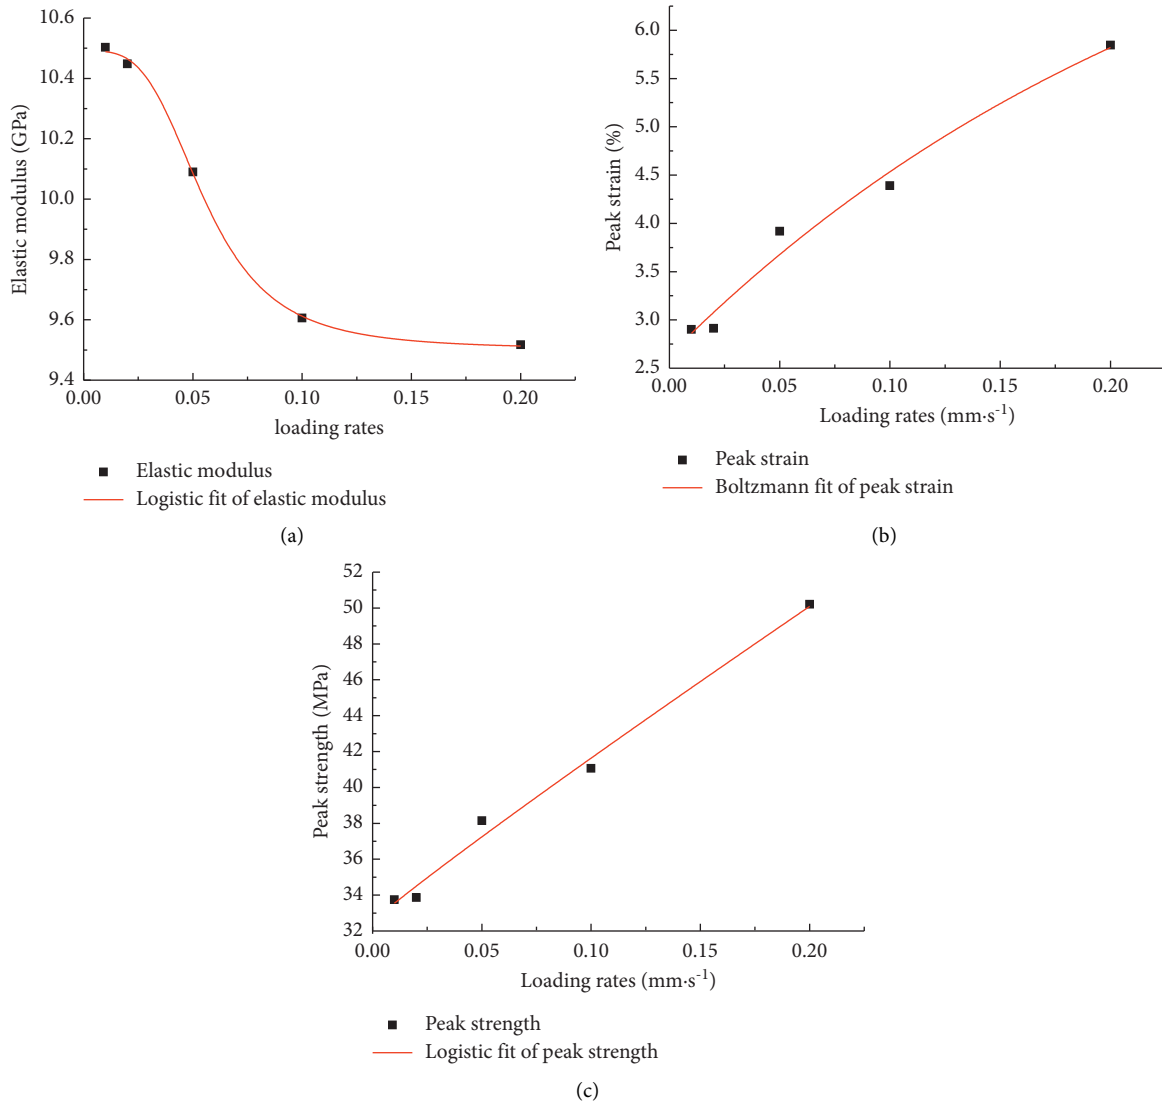 10.6
10.4
10.2
10.0
9.8
9.6
9.4
Elastic modulus (GPa)
0.00 0.05 0.10 0.15 0.20
loading rates
Elastic modulus
Logistic fit of elastic modulus
(a)
6.0
5.5
5.0
4.5
4.0
3.5
3.0
2.5
Peak strain (%)
0.00 0.05 0.10 0.15 0.20
Loading rates (mm·s-1)
Peak strain
Boltzmann fit of peak strain
(b)
52
50
48
46
44
42
40
38
36
34
32
Peak strength (MPa)
0.00 0.05 0.10 0.15 0.20
Loading rates (mm·s-1)
Peak strength
Logistic fit of peak strength
(c)